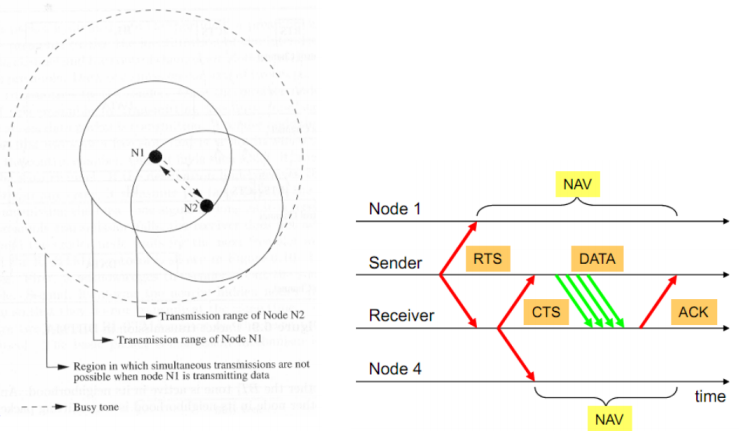 N1
N2
Transmission range of Node N2
Transmission range of Node N1
Region in which simultaneous transmissions are not
possible when node N1 is transmitting data
Busy tone
NAV
Node 1
Sender
RTS
DATA
Receiver
CTS
ACK
Node 4
time
NAV